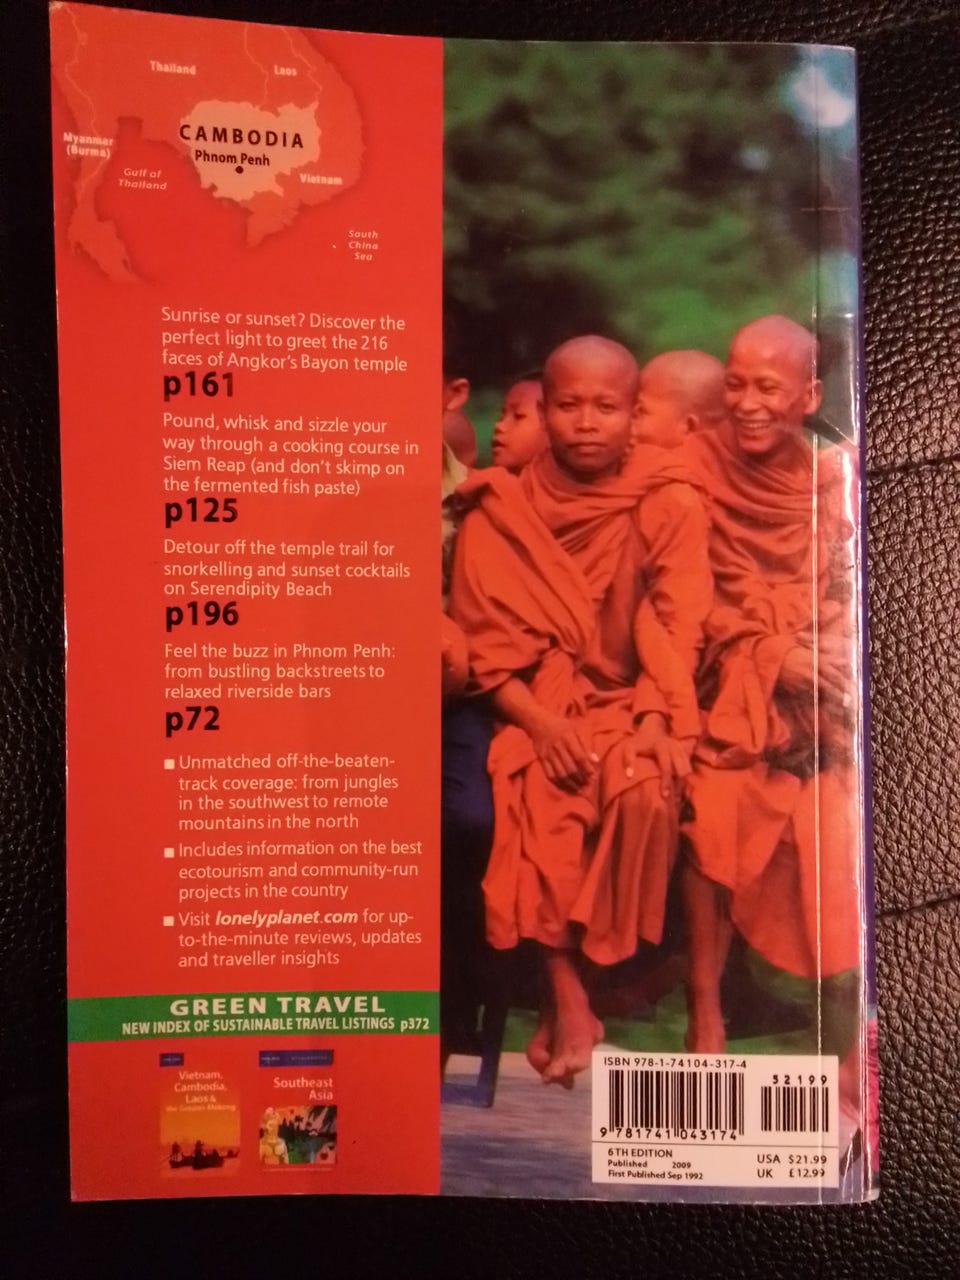 Thailand
Laos
CAMBODIA
Phnom Penh
Myanmar
(Burma)
Gulf of
Thailand
Vietnam
South
China
Sea
Sunrise or sunset? Discover the
perfect light to greet the 216
faces of Angkor's Bayon temple
p161
Pound, whisk and sizzle your
way through a cooking course in
Siem Reap (and don't skimp on
the fermented fish paste)
p125
Detour off the temple trail for
snorkelling and sunset cocktails
on Serendipity Beach
p196
Feel the buzz in Phnom Penh:
from bustling backstreets to
relaxed riverside bars
p72
■ Unmatched off-the-beaten-
track coverage: from jungles
in the southwest to remote
mountains in the north
■ Includes information on the best
ecotourism and community-run
projects in the country
■ Visit lonelyplanet.com for up-
to-the-minute reviews, updates
and traveller insights
GREEN TRAVEL
NEW INDEX OF SUSTAINABLE TRAVEL LISTINGS p372
Vietnam,
Cambodia,
Laos &
the Greater Mekong
Southeast
Asia
ISBN 978-1-74104-317-4
52199
9 781741 043174
6TH EDITION
Published 2009
First Published Sep 1992
USA $21.99
UK £12.99